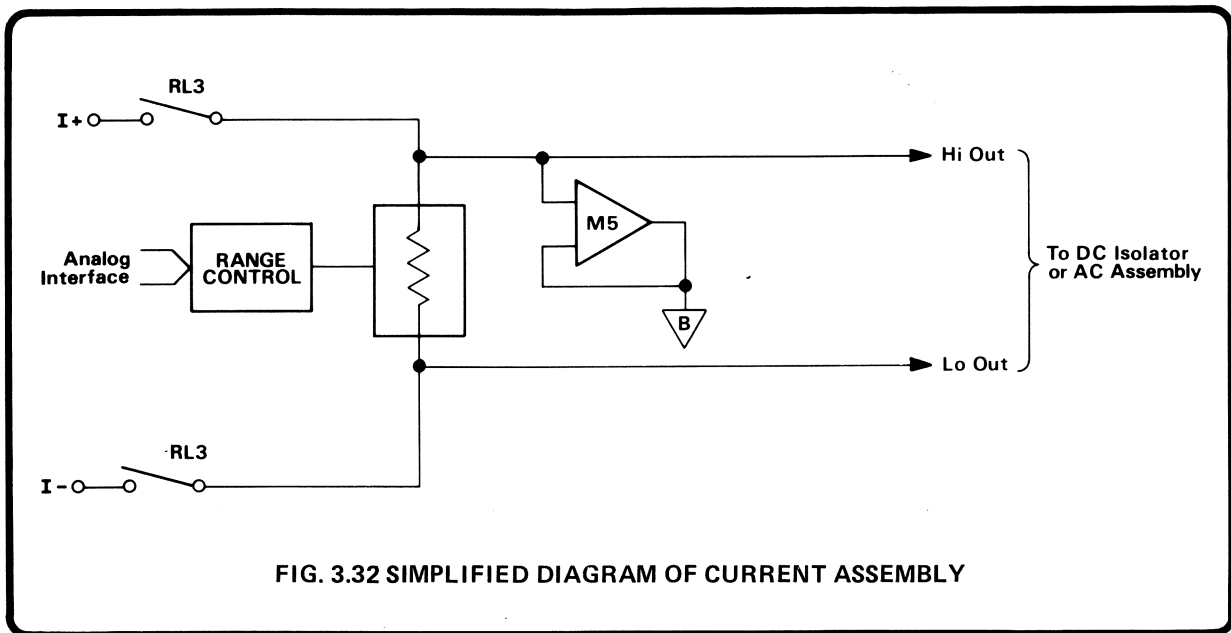 RL3
I+
Hi Out
M5
Analog
Interface
RANGE
CONTROL
To DC Isolator
or AC Assembly
B
Lo Out
RL3
I-
FIG. 3.32 SIMPLIFIED DIAGRAM OF CURRENT ASSEMBLY